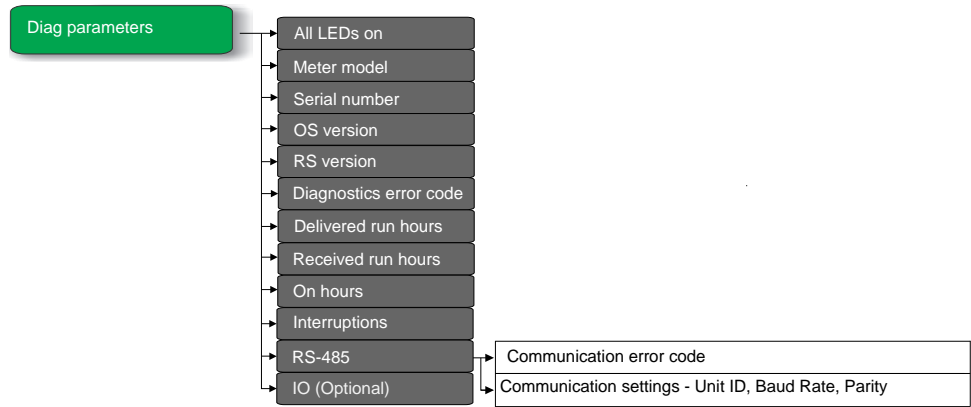 Diag parameters
All LEDs on
Meter model
Serial number
OS version
RS version
Diagnostics error code
Delivered run hours
Received run hours
On hours
Interruptions
RS-485
Communication error code
IO (Optional)
Communication settings - Unit ID, Baud Rate, Parity